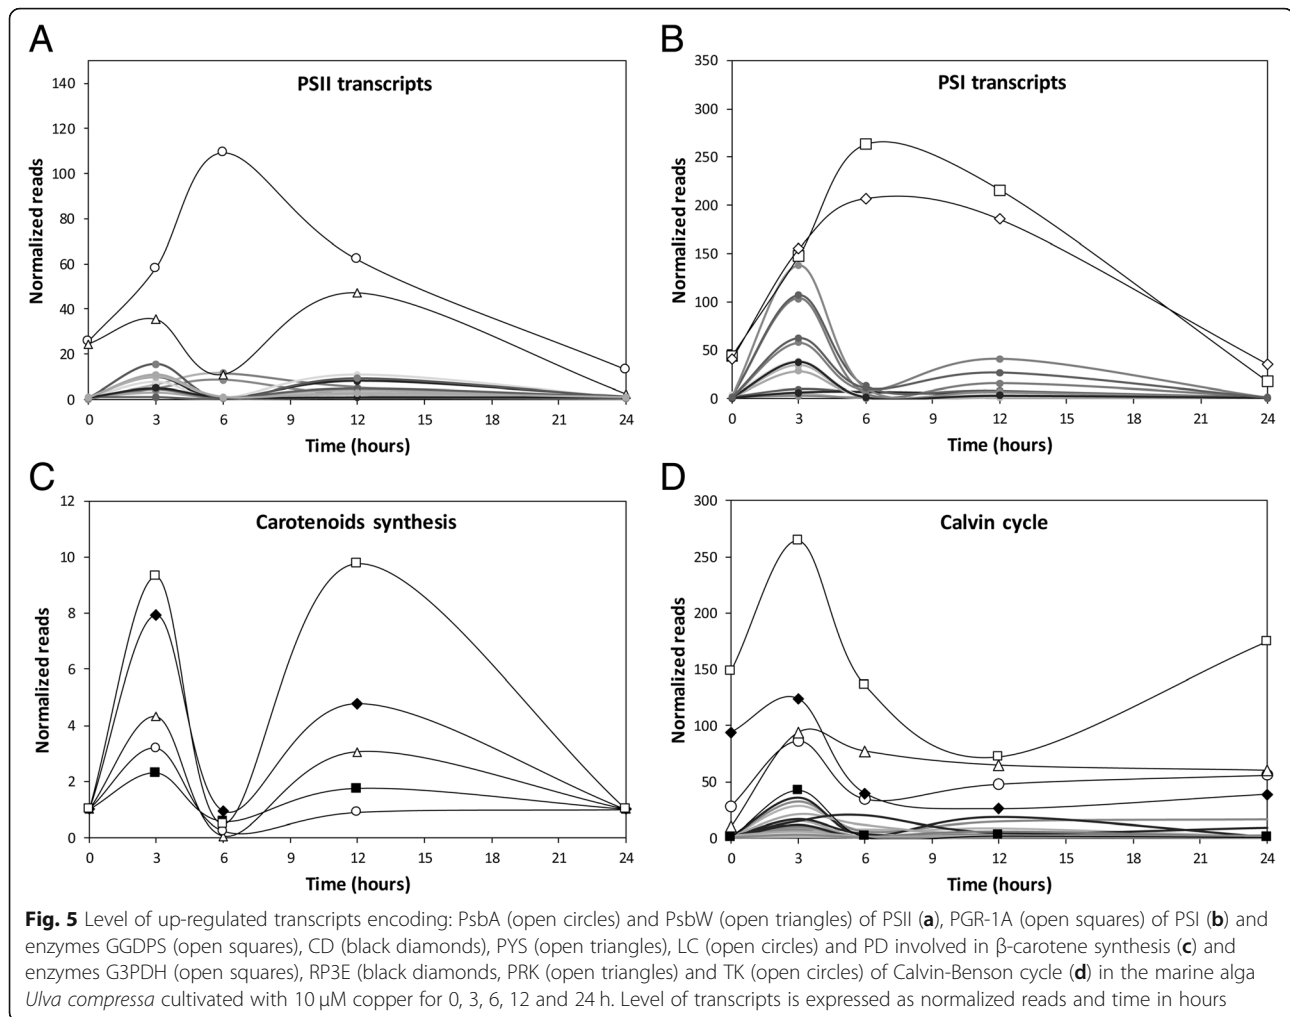 A
PSII transcripts
Normalized reads
140
120
100
80
60
40
20
0
0 3 6 9 12 15 18 21 24
Time (hours)
B
PSI transcripts
Normalized reads
350
300
250
200
150
100
50
0
0 3 6 9 12 15 18 21 24
Time (hours)
C
Carotenoids synthesis
Normalized reads
12
10
8
6
4
2
0
0 3 6 9 12 15 18 21 24
Time (hours)
D
Calvin cycle
Normalized reads
300
250
200
150
100
50
0
0 3 6 9 12 15 18 21 24
Time (hours)
Fig. 5 Level of up-regulated transcripts encoding: PsbA (open circles) and PsbW (open triangles) of PSII (a), PGR-1A (open squares) of PSI (b) and
enzymes GGDPS (open squares), CD (black diamonds), PYS (open triangles), LC (open circles) and PD involved in β-carotene synthesis (c) and
enzymes G3PDH (open squares), RP3E (black diamonds, PRK (open triangles) and TK (open circles) of Calvin-Benson cycle (d) in the marine alga
Ulva compressa cultivated with 10 μM copper for 0, 3, 6, 12 and 24 h. Level of transcripts is expressed as normalized reads and time in hours